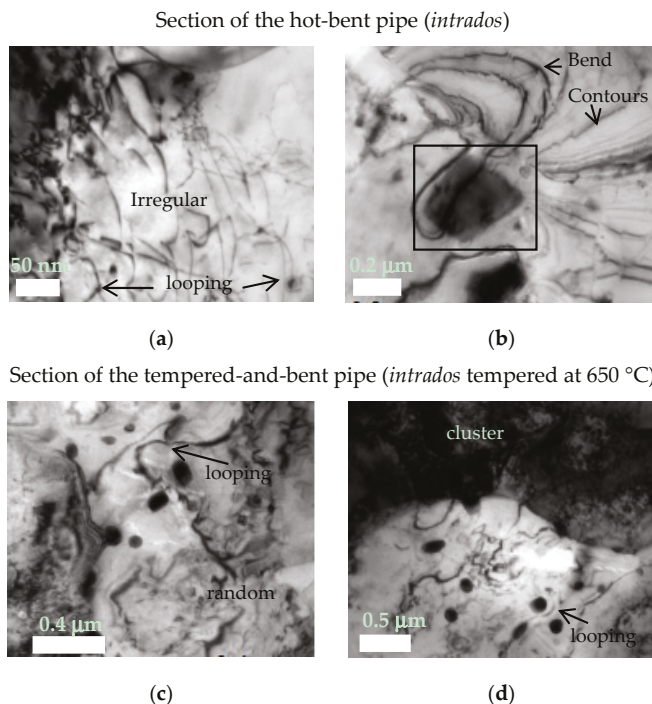 Section of the hot-bent pipe (intrados)
Bend
Contours
Irregular
50 nm
looping
0.2 µm
(a)
(b)
Section of the tempered-and-bent pipe (intrados tempered at 650 °C)
cluster
looping
random
0.4 µm
0.5 µm
looping
(c)
(d)